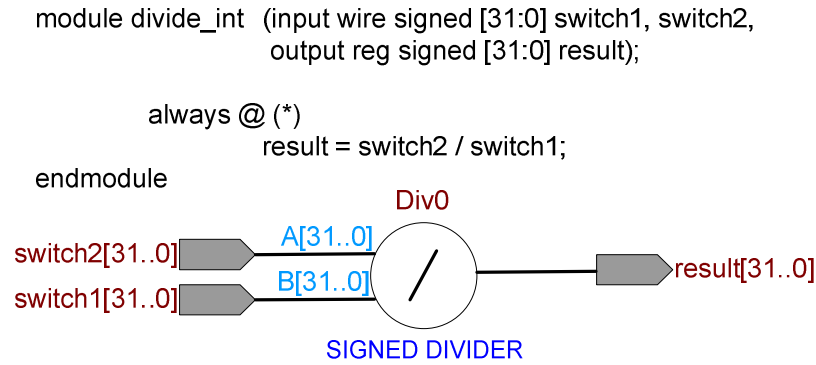 module divide_int (input wire signed [31:0] switch1, switch2,
output reg signed [31:0] result);
always @ (*)
result = switch2 / switch1;
endmodule
Div0
A[31..0]
switch2[31..0]
B[31..0]
switch1[31..0]
result[31..0]
SIGNED DIVIDER